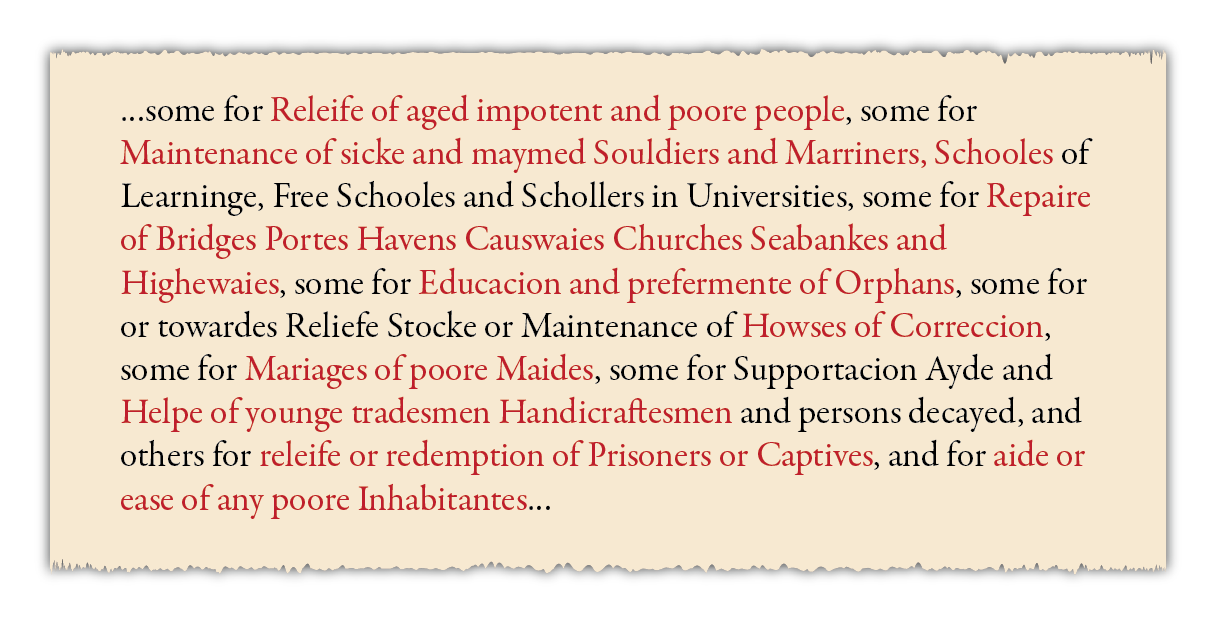 ...some for Releife of aged impotent and poore people, some for
Maintenance of sicke and maymed Souldiers and Marriners, Schooles of
Learninge, Free Schooles and Schollers in Universities, some for Repaire
of Bridges Portes Havens Causwaies Churches Seabankes and
Highewaies, some for Educacion and prefermente of Orphans, some for
or towardes Reliefe Stocke or Maintenance of Howses of Correccion,
some for Mariages of poore Maides, some for Supportacion Ayde and
Helpe of younge tradesmen Handicraftesmen and persons decayed, and
others for releife or redemption of Prisoners or Captives, and for aide or
ease of any poore Inhabitantes...